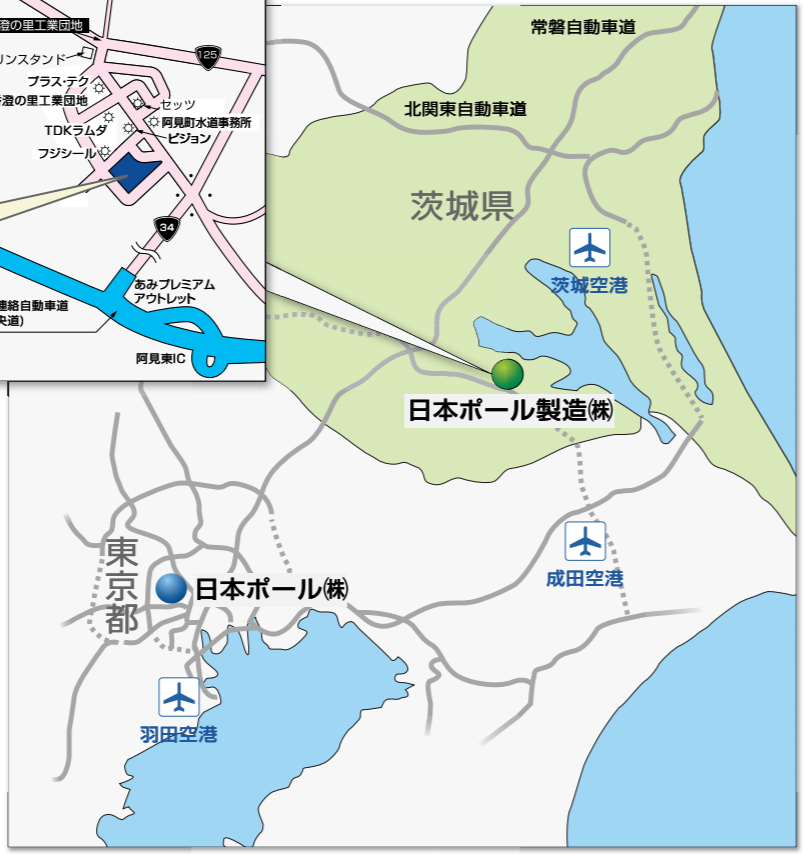 澄の里工業団地
125
リンスタンド
プラス・テク
澄の里工業団地
セッツ
阿見町水道事務所
TDKラムダ
ピジョン
フジシール
34
あみプレミアム
アウトレット
連絡自動車道
央道)
阿見東IC
常磐自動車道
北関東自動車道
茨城県
茨城空港
日本ポール製造㈱
成田空港
東京都
日本ポール㈱
羽田空港